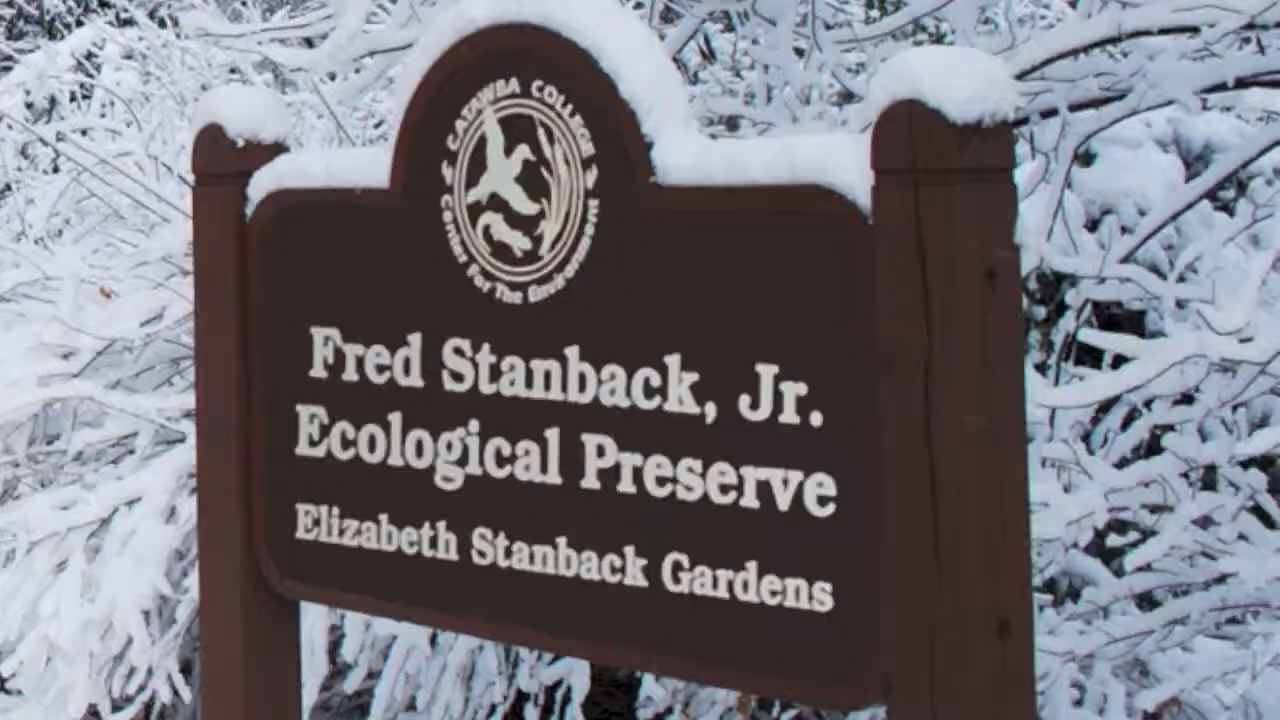 CATAWBA COLLEGE
Center For The Environment
Fred Stanback, Jr.
Ecological Preserve
Elizabeth Stanback Gardens